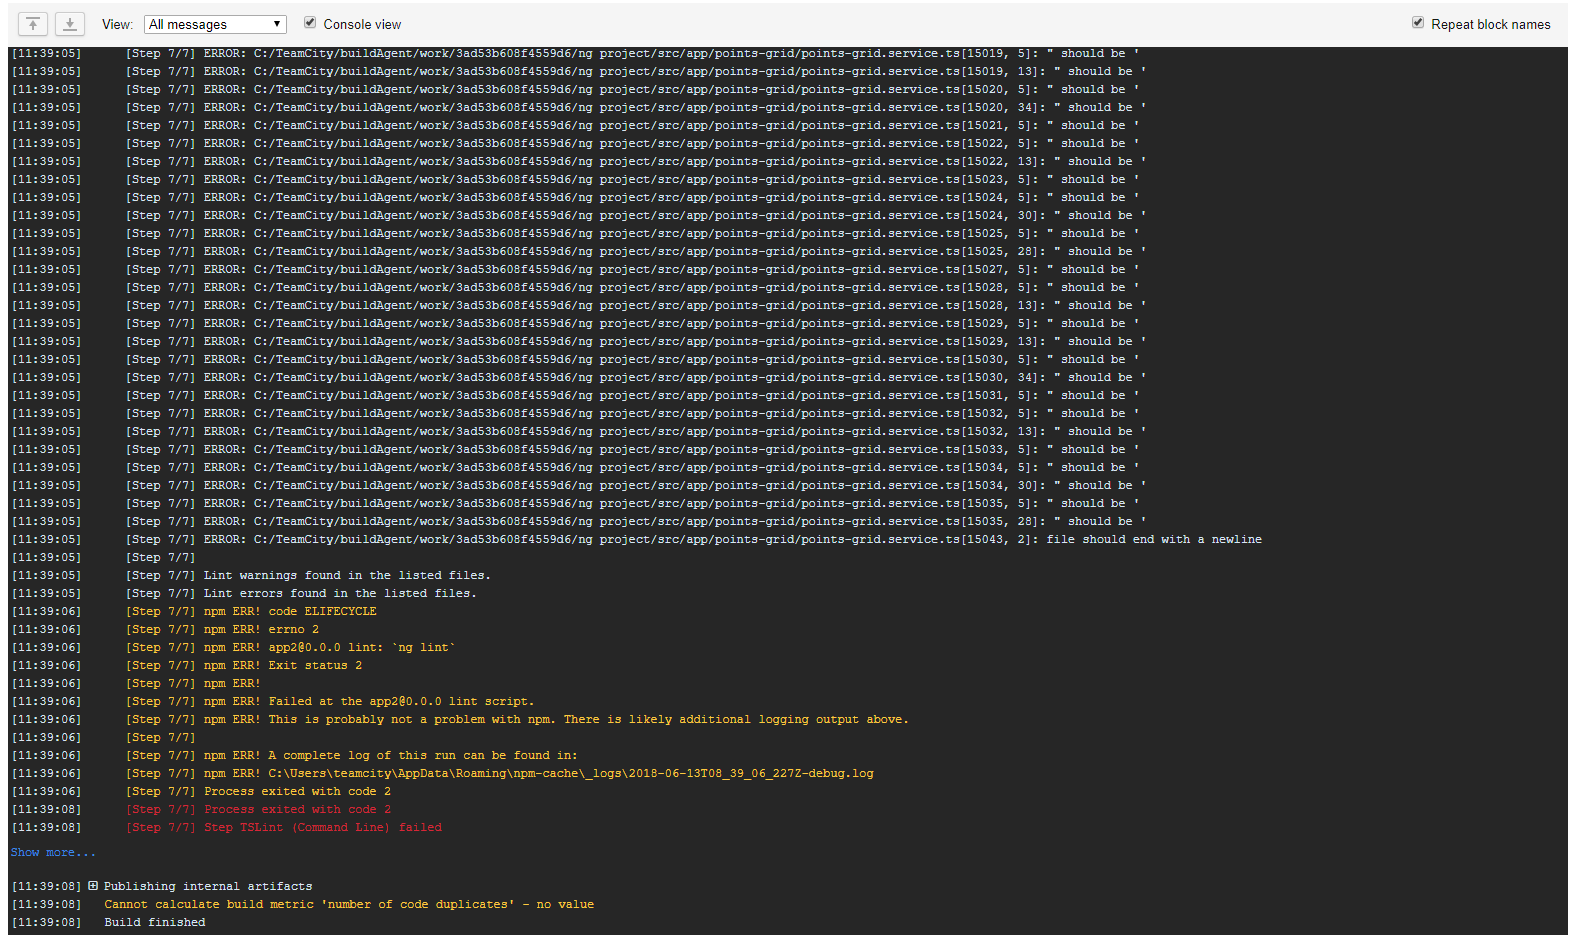 View: All messages Console view Repeat block names
[11:39:05] [Step 7/7] ERROR: C:/TeamCity/buildAgent/work/3ad53b608f4559d6/ng project/src/app/points-grid/points-grid.service.ts[15019, 5]: " should be '
[11:39:05] [Step 7/7] ERROR: C:/TeamCity/buildAgent/work/3ad53b608f4559d6/ng project/src/app/points-grid/points-grid.service.ts[15019, 13]: " should be '
[11:39:05] [Step 7/7] ERROR: C:/TeamCity/buildAgent/work/3ad53b608f4559d6/ng project/src/app/points-grid/points-grid.service.ts[15020, 5]: " should be '
[11:39:05] [Step 7/7] ERROR: C:/TeamCity/buildAgent/work/3ad53b608f4559d6/ng project/src/app/points-grid/points-grid.service.ts[15020, 34]: " should be '
[11:39:05] [Step 7/7] ERROR: C:/TeamCity/buildAgent/work/3ad53b608f4559d6/ng project/src/app/points-grid/points-grid.service.ts[15021, 5]: " should be '
[11:39:05] [Step 7/7] ERROR: C:/TeamCity/buildAgent/work/3ad53b608f4559d6/ng project/src/app/points-grid/points-grid.service.ts[15022, 5]: " should be '
[11:39:05] [Step 7/7] ERROR: C:/TeamCity/buildAgent/work/3ad53b608f4559d6/ng project/src/app/points-grid/points-grid.service.ts[15022, 13]: " should be '
[11:39:05] [Step 7/7] ERROR: C:/TeamCity/buildAgent/work/3ad53b608f4559d6/ng project/src/app/points-grid/points-grid.service.ts[15023, 5]: " should be '
[11:39:05] [Step 7/7] ERROR: C:/TeamCity/buildAgent/work/3ad53b608f4559d6/ng project/src/app/points-grid/points-grid.service.ts[15024, 5]: " should be '
[11:39:05] [Step 7/7] ERROR: C:/TeamCity/buildAgent/work/3ad53b608f4559d6/ng project/src/app/points-grid/points-grid.service.ts[15024, 30]: " should be '
[11:39:05] [Step 7/7] ERROR: C:/TeamCity/buildAgent/work/3ad53b608f4559d6/ng project/src/app/points-grid/points-grid.service.ts[15025, 5]: " should be '
[11:39:05] [Step 7/7] ERROR: C:/TeamCity/buildAgent/work/3ad53b608f4559d6/ng project/src/app/points-grid/points-grid.service.ts[15025, 28]: " should be '
[11:39:05] [Step 7/7] ERROR: C:/TeamCity/buildAgent/work/3ad53b608f4559d6/ng project/src/app/points-grid/points-grid.service.ts[15027, 5]: " should be '
[11:39:05] [Step 7/7] ERROR: C:/TeamCity/buildAgent/work/3ad53b608f4559d6/ng project/src/app/points-grid/points-grid.service.ts[15028, 5]: " should be '
[11:39:05] [Step 7/7] ERROR: C:/TeamCity/buildAgent/work/3ad53b608f4559d6/ng project/src/app/points-grid/points-grid.service.ts[15028, 13]: " should be '
[11:39:05] [Step 7/7] ERROR: C:/TeamCity/buildAgent/work/3ad53b608f4559d6/ng project/src/app/points-grid/points-grid.service.ts[15029, 5]: " should be '
[11:39:05] [Step 7/7] ERROR: C:/TeamCity/buildAgent/work/3ad53b608f4559d6/ng project/src/app/points-grid/points-grid.service.ts[15029, 13]: " should be '
[11:39:05] [Step 7/7] ERROR: C:/TeamCity/buildAgent/work/3ad53b608f4559d6/ng project/src/app/points-grid/points-grid.service.ts[15030, 5]: " should be '
[11:39:05] [Step 7/7] ERROR: C:/TeamCity/buildAgent/work/3ad53b608f4559d6/ng project/src/app/points-grid/points-grid.service.ts[15030, 34]: " should be '
[11:39:05] [Step 7/7] ERROR: C:/TeamCity/buildAgent/work/3ad53b608f4559d6/ng project/src/app/points-grid/points-grid.service.ts[15031, 5]: " should be '
[11:39:05] [Step 7/7] ERROR: C:/TeamCity/buildAgent/work/3ad53b608f4559d6/ng project/src/app/points-grid/points-grid.service.ts[15032, 5]: " should be '
[11:39:05] [Step 7/7] ERROR: C:/TeamCity/buildAgent/work/3ad53b608f4559d6/ng project/src/app/points-grid/points-grid.service.ts[15032, 13]: " should be '
[11:39:05] [Step 7/7] ERROR: C:/TeamCity/buildAgent/work/3ad53b608f4559d6/ng project/src/app/points-grid/points-grid.service.ts[15033, 5]: " should be '
[11:39:05] [Step 7/7] ERROR: C:/TeamCity/buildAgent/work/3ad53b608f4559d6/ng project/src/app/points-grid/points-grid.service.ts[15034, 5]: " should be '
[11:39:05] [Step 7/7] ERROR: C:/TeamCity/buildAgent/work/3ad53b608f4559d6/ng project/src/app/points-grid/points-grid.service.ts[15034, 30]: " should be '
[11:39:05] [Step 7/7] ERROR: C:/TeamCity/buildAgent/work/3ad53b608f4559d6/ng project/src/app/points-grid/points-grid.service.ts[15035, 5]: " should be '
[11:39:05] [Step 7/7] ERROR: C:/TeamCity/buildAgent/work/3ad53b608f4559d6/ng project/src/app/points-grid/points-grid.service.ts[15035, 28]: " should be '
[11:39:05] [Step 7/7] ERROR: C:/TeamCity/buildAgent/work/3ad53b608f4559d6/ng project/src/app/points-grid/points-grid.service.ts[15043, 2]: file should end with a newline
[11:39:05] [Step 7/7]
[11:39:05] [Step 7/7] Lint warnings found in the listed files.
[11:39:05] [Step 7/7] Lint errors found in the listed files.
[11:39:06] [Step 7/7] npm ERR! code ELIFECYCLE
[11:39:06] [Step 7/7] npm ERR! errno 2
[11:39:06] [Step 7/7] npm ERR! app2@0.0.0 lint: `ng lint`
[11:39:06] [Step 7/7] npm ERR! Exit status 2
[11:39:06] [Step 7/7] npm ERR!
[11:39:06] [Step 7/7] npm ERR! Failed at the app2@0.0.0 lint script.
[11:39:06] [Step 7/7] npm ERR! This is probably not a problem with npm. There is likely additional logging output above.
[11:39:06] [Step 7/7]
[11:39:06] [Step 7/7] npm ERR! A complete log of this run can be found in:
[11:39:06] [Step 7/7] npm ERR! C:\Users\teamcity\AppData\Roaming\npm-cache\_logs\2018-06-13T08_39_06_227Z-debug.log
[11:39:06] [Step 7/7] Process exited with code 2
[11:39:08] [Step 7/7] Process exited with code 2
[11:39:08] [Step 7/7] Step TSLint (Command Line) failed
Show more...
[11:39:08] Publishing internal artifacts
[11:39:08] Cannot calculate build metric 'number of code duplicates' - no value
[11:39:08] Build finished